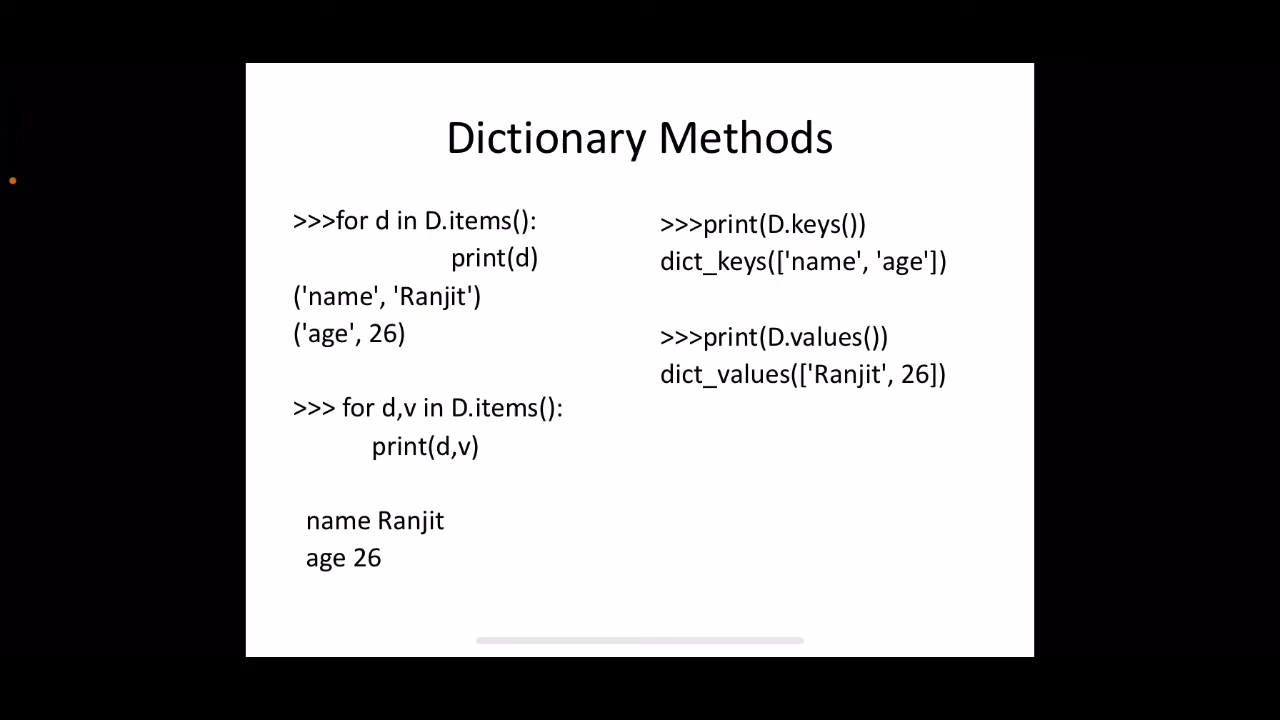 Dictionary Methods
>>>for d in D.items():
print(d)
('name', 'Ranjit')
('age', 26)
>>> for d,v in D.items():
print(d,v)
name Ranjit
age 26
>>>print(D.keys())
dict_keys(['name', 'age'])
>>>print(D.values())
dict_values(['Ranjit', 26])